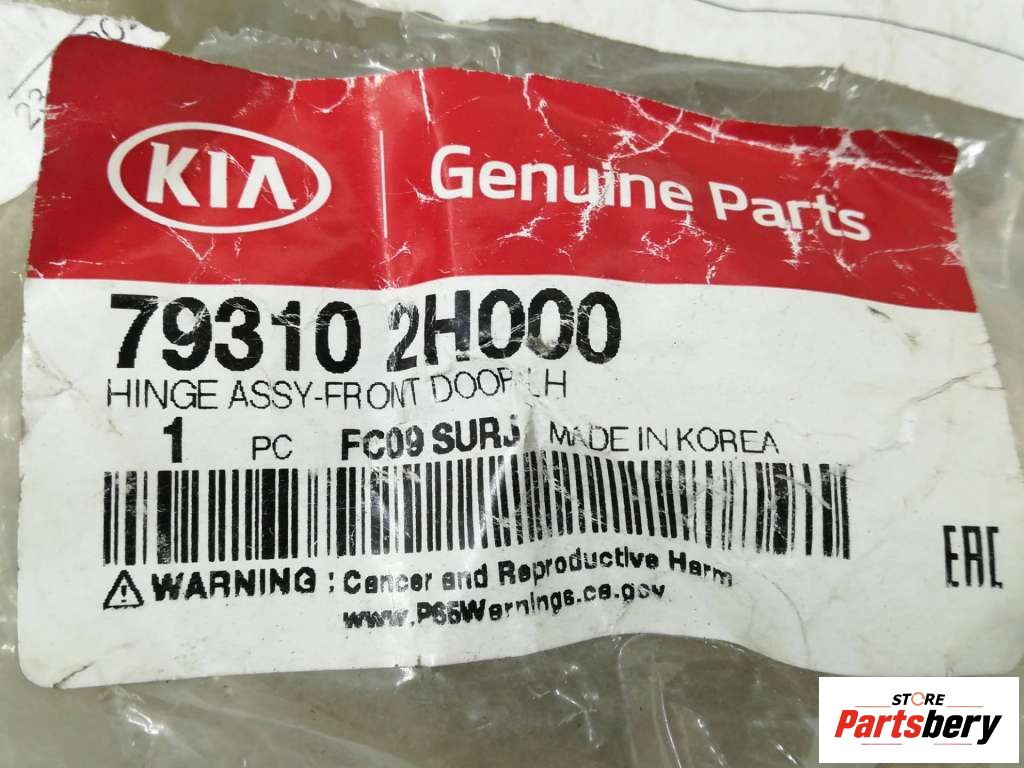 KIA
Genuine Parts
79310 2H000
HINGE ASSY-FRONT DOOR, LH
1 PC FC09 SURJ MADE IN KOREA
WARNING : Cancer and Reproductive Harm
www.P65Warnings.ca.gov
EAC
STORE
Partsbery